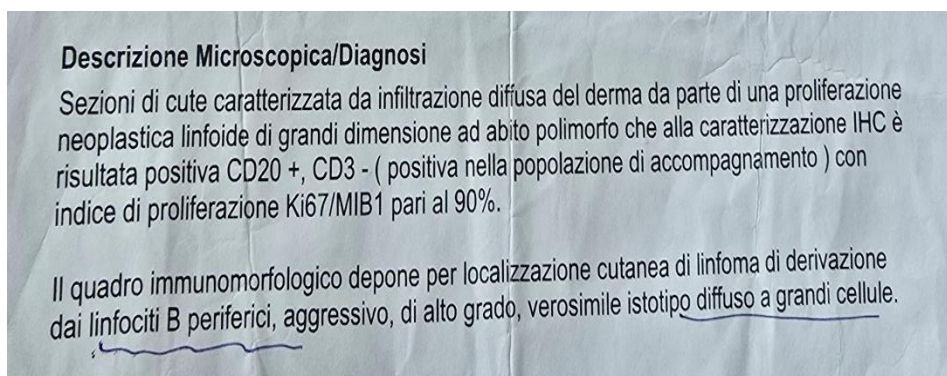 Descrizione Microscopica/Diagnosi
Sezioni di cute caratterizzata da infiltrazione diffusa del derma da parte di una proliferazione
neoplastica linfoide di grandi dimensione ad abito polimorfo che alla caratterizzazione IHC è
risultata positiva CD20 +, CD3 - ( positiva nella popolazione di accompagnamento ) con
indice di proliferazione Ki67/MIB1 pari al 90%.
Il quadro immunomorfologico depone per localizzazione cutanea di linfoma di derivazione
dai linfociti B periferici, aggressivo, di alto grado, verosimile istotipo diffuso a grandi cellule.